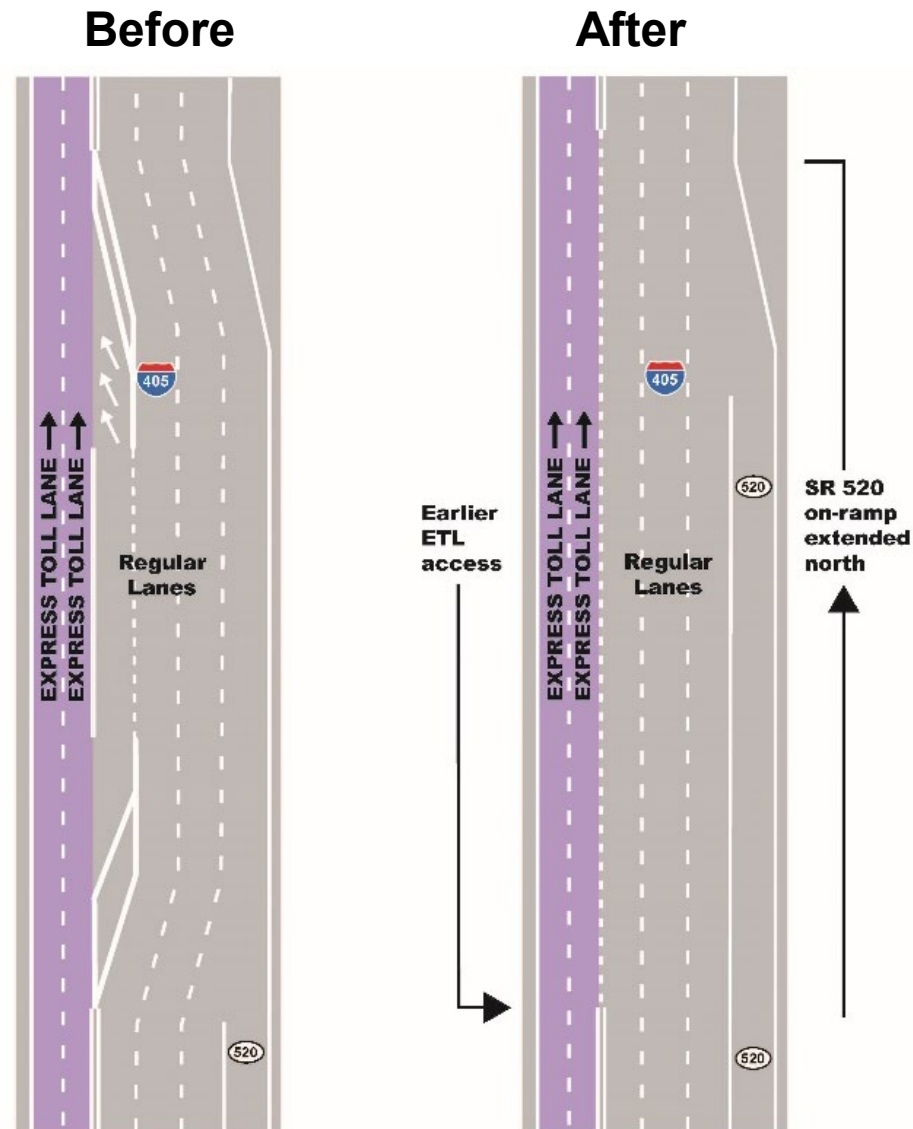 Before
After
405
EXPRESS TOLL LANE
EXPRESS TOLL LANE
Regular
Lanes
520
Earlier
ETL
access
405
EXPRESS TOLL LANE
EXPRESS TOLL LANE
Regular
Lanes
520
520
SR 520
on-ramp
extended
north